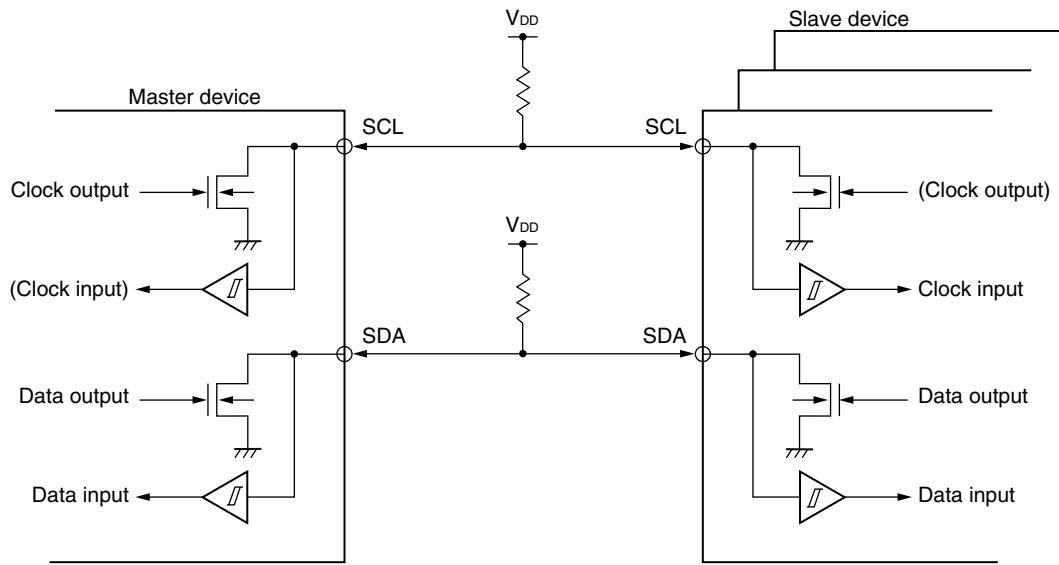 VDD
Slave device
Master device
SCL
SCL
Clock output
(Clock output)
VDD
(Clock input)
Clock input
SDA
SDA
Data output
Data output
Data input
Data input